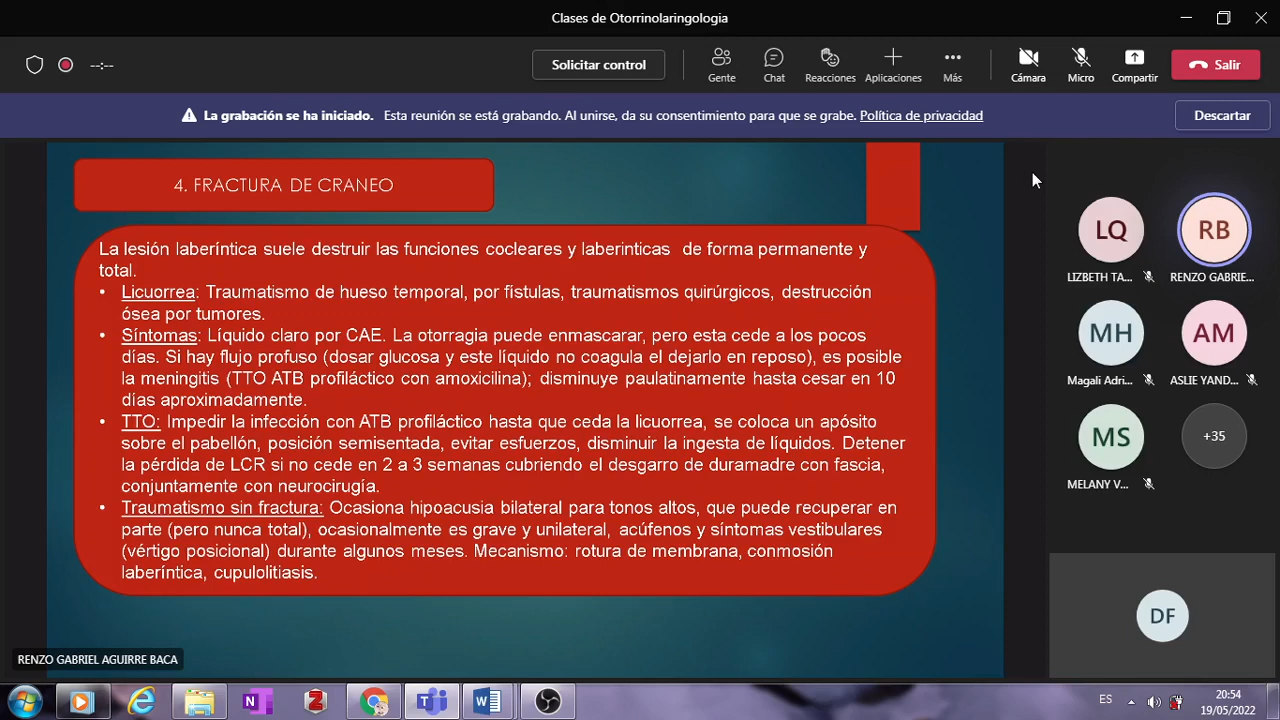 Clases de Otorrinolaringologia
--:--
Solicitar control
Gente
Chat
Reacciones
Aplicaciones
Más
Cámara
Micro
Compartir
Salir
La grabación se ha iniciado. Esta reunión se está grabando. Al unirse, da su consentimiento para que se grabe. Política de privacidad
Descartar
4. FRACTURA DE CRANEO
La lesión laberíntica suele destruir las funciones cocleares y laberinticas de forma permanente y
total.
• Licuorrea: Traumatismo de hueso temporal, por fístulas, traumatismos quirúrgicos, destrucción
ósea por tumores.
• Síntomas: Líquido claro por CAE. La otorragia puede enmascarar, pero esta cede a los pocos
días. Si hay flujo profuso (dosar glucosa y este líquido no coagula el dejarlo en reposo), es posible
la meningitis (TTO ATB profiláctico con amoxicilina); disminuye paulatinamente hasta cesar en 10
días aproximadamente.
• TTO: Impedir la infección con ATB profiláctico hasta que ceda la licuorrea, se coloca un apósito
sobre el pabellón, posición semisentada, evitar esfuerzos, disminuir la ingesta de líquidos. Detener
la pérdida de LCR si no cede en 2 a 3 semanas cubriendo el desgarro de duramadre con fascia,
conjuntamente con neurocirugía.
• Traumatismo sin fractura: Ocasiona hipoacusia bilateral para tonos altos, que puede recuperar en
parte (pero nunca total), ocasionalmente es grave y unilateral, acúfenos y síntomas vestibulares
(vértigo posicional) durante algunos meses. Mecanismo: rotura de membrana, conmosión
laberíntica, cupulolitiasis.
LQ
LIZBETH TA...
RB
RENZO GABRIE...
MH
Magali Adri...
AM
ASLIE YAND...
MS
MELANY V...
+35
DF
RENZO GABRIEL AGUIRRE BACA
ES
20:54
19/05/2022